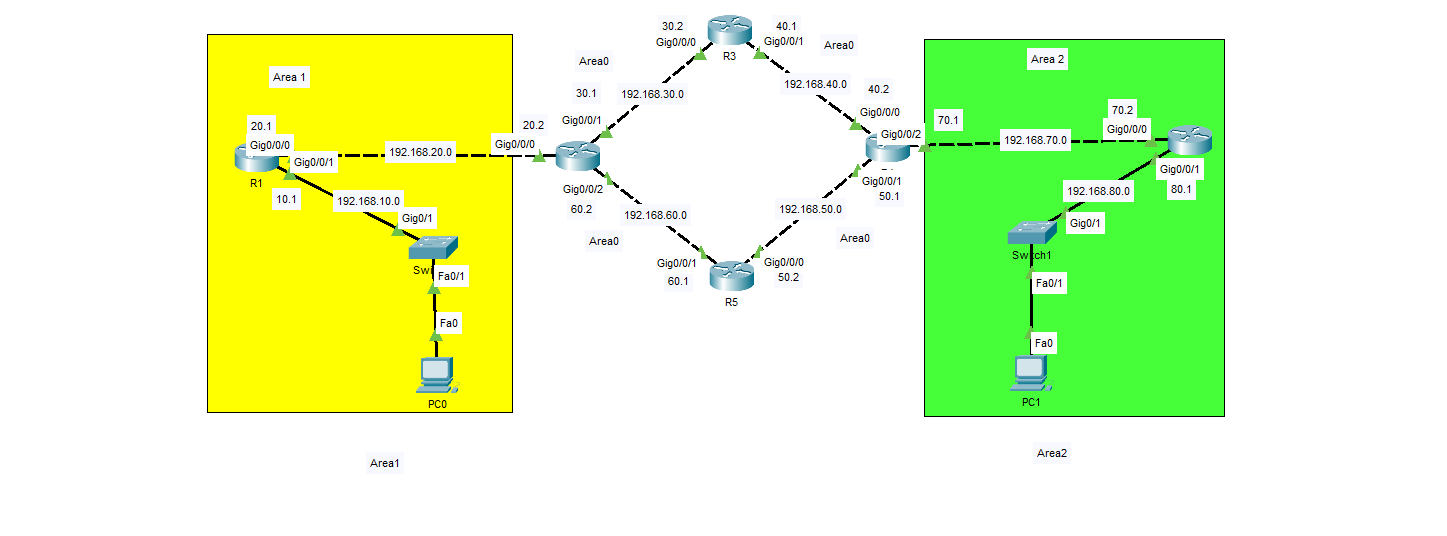 30.2
40.1
Gig0/0/0
Gig0/0/1
R3
Area0
Area0
Area 1
Area 2
30.1
192.168.30.0
192.168.40.0
40.2
20.1
20.2
Gig0/0/1
Gig0/0/0
70.1
70.2
Gig0/0/0
Gig0/0/0
Gig0/0/2
192.168.70.0
Gig0/0/0
192.168.20.0
Gig0/0/1
R1
Gig0/0/1
10.1
192.168.10.0
Gig0/1
Gig0/0/2
60.2
192.168.60.0
192.168.50.0
Gig0/0/1
50.1
192.168.80.0
80.1
Gig0/1
Area0
Area0
Swi
Fa0/1
Gig0/0/1
60.1
Gig0/0/0
50.2
R5
Switch1
Fa0/1
Fa0
Fa0
PC0
PC1
Area1
Area2